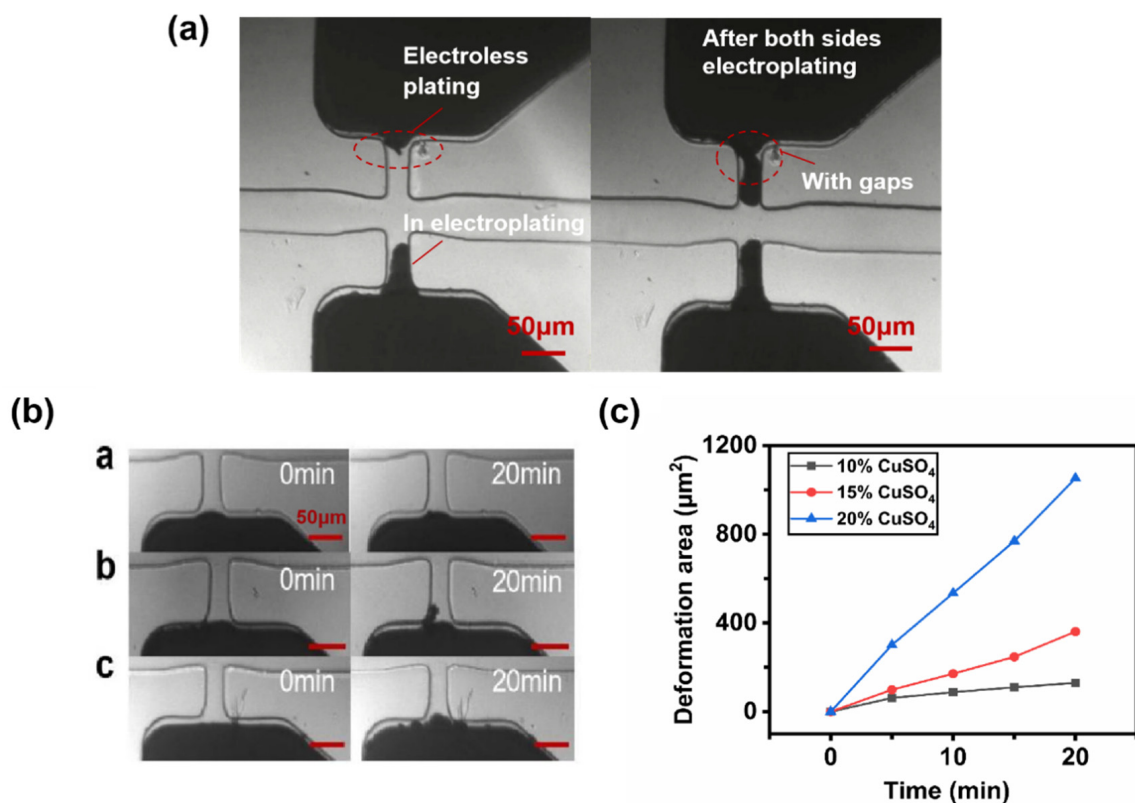 (a)
Electroless
plating
In electroplating
50μm
After both sides
electroplating
With gaps
50μm
(b)
a
0min
50μm
20min
b
0min
20min
c
0min
20min
(c)
Deformation area (μm²)
1200
800
400
0
10% CuSO₄
15% CuSO₄
20% CuSO₄
0
10
20
Time (min)